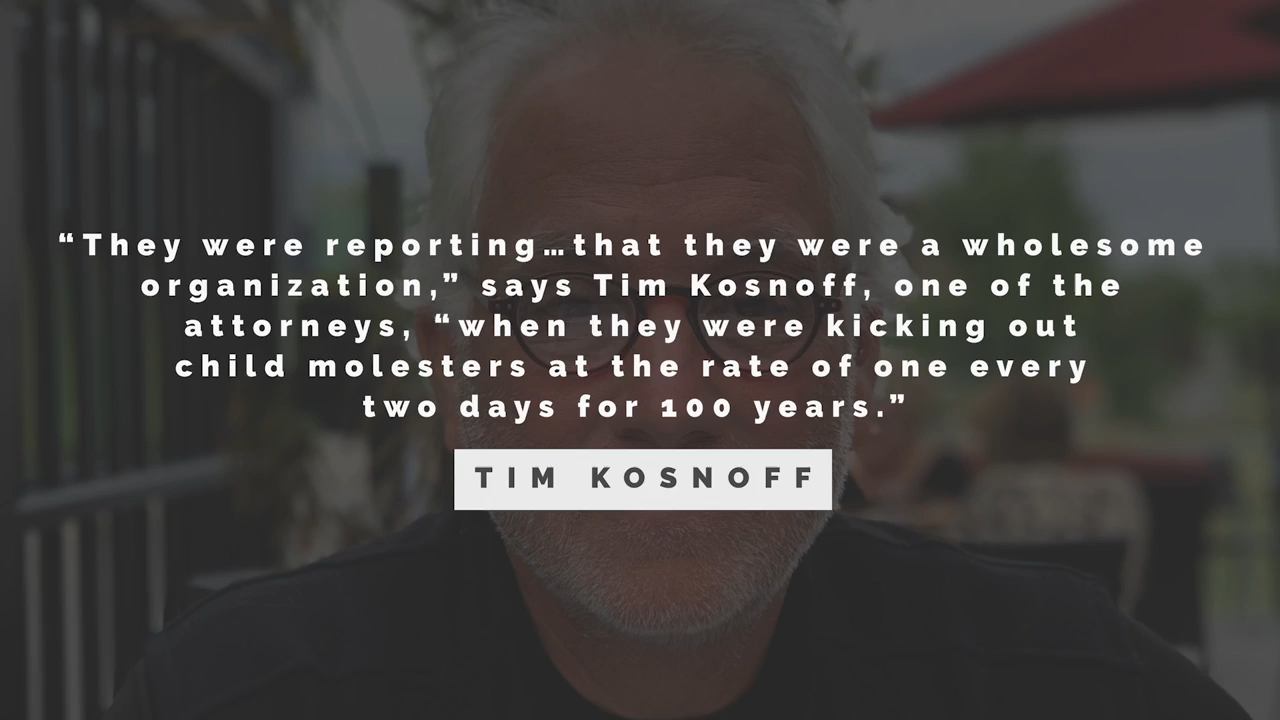 “They were reporting…that they were a wholesome
organization,” says Tim Kosnoff, one of the
attorneys, “when they were kicking out
child molesters at the rate of one every
two days for 100 years.”
TIM KOSNOFF